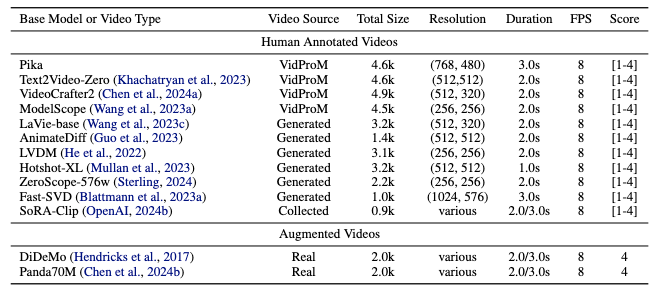 Base Model or Video Type Video Source Total Size Resolution Duration FPS Score
Human Annotated Videos
Pika VidProM 4.6k (768, 480) 3.0s 8 [1-4]
Text2Video-Zero (Khachatryan et al., 2023) VidProM 4.6k (512,512) 2.0s 8 [1-4]
VideoCrafter2 (Chen et al., 2024a) VidProM 4.9k (512, 320) 2.0s 8 [1-4]
ModelScope (Wang et al., 2023a) VidProM 4.5k (256, 256) 2.0s 8 [1-4]
LaVie-base (Wang et al., 2023c) Generated 3.2k (512, 320) 2.0s 8 [1-4]
AnimateDiff (Guo et al., 2023) Generated 1.4k (512, 512) 2.0s 8 [1-4]
LVDM (He et al., 2022) Generated 3.1k (256, 256) 2.0s 8 [1-4]
Hotshot-XL (Mullan et al., 2023) Generated 3.2k (512, 512) 1.0s 8 [1-4]
ZeroScope-576w (Sterling, 2024) Generated 2.2k (256, 256) 2.0s 8 [1-4]
Fast-SVD (Blattmann et al., 2023a) Generated 1.0k (1024, 576) 3.0s 8 [1-4]
SoRA-Clip (OpenAI, 2024b) Collected 0.9k various 2.0/3.0s 8 [1-4]
Augmented Videos
DiDeMo (Hendricks et al., 2017) Real 2.0k various 2.0/3.0s 8 4
Panda70M (Chen et al., 2024b) Real 2.0k various 2.0/3.0s 8 4